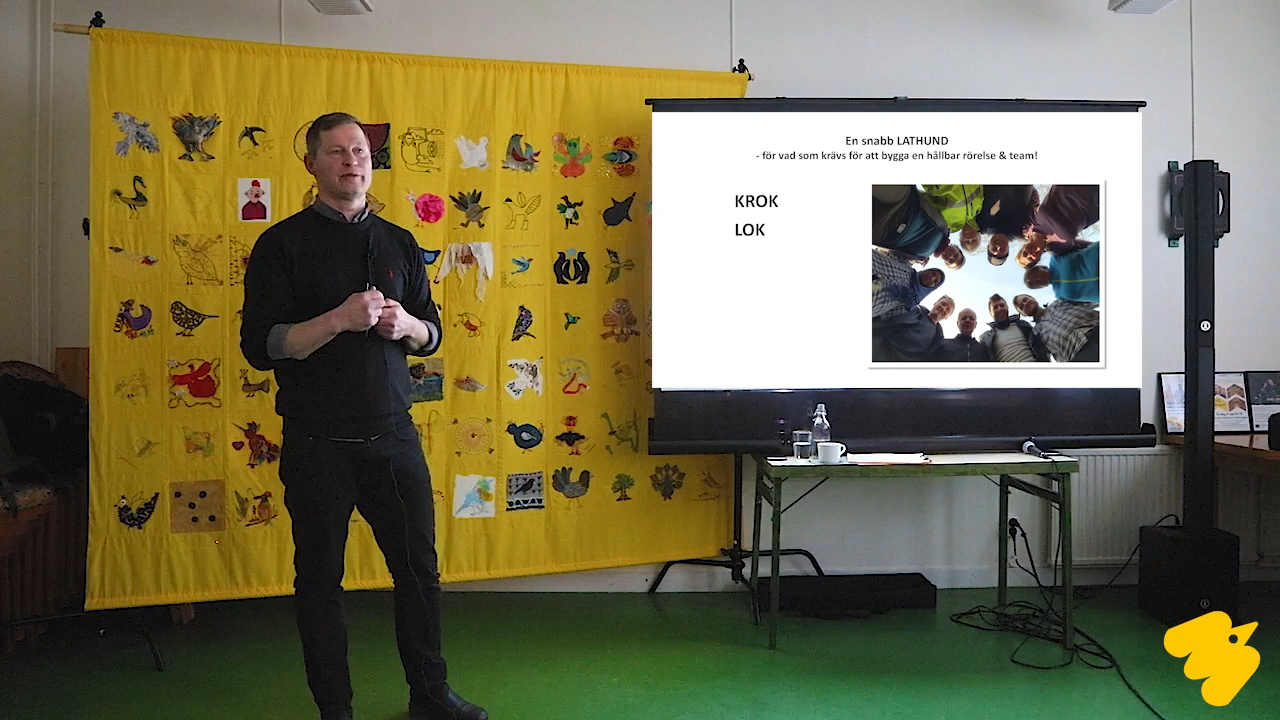 En snabb LATHUND
- för vad som krävs för att bygga en hållbar rörelse & team!
KROK
LOK